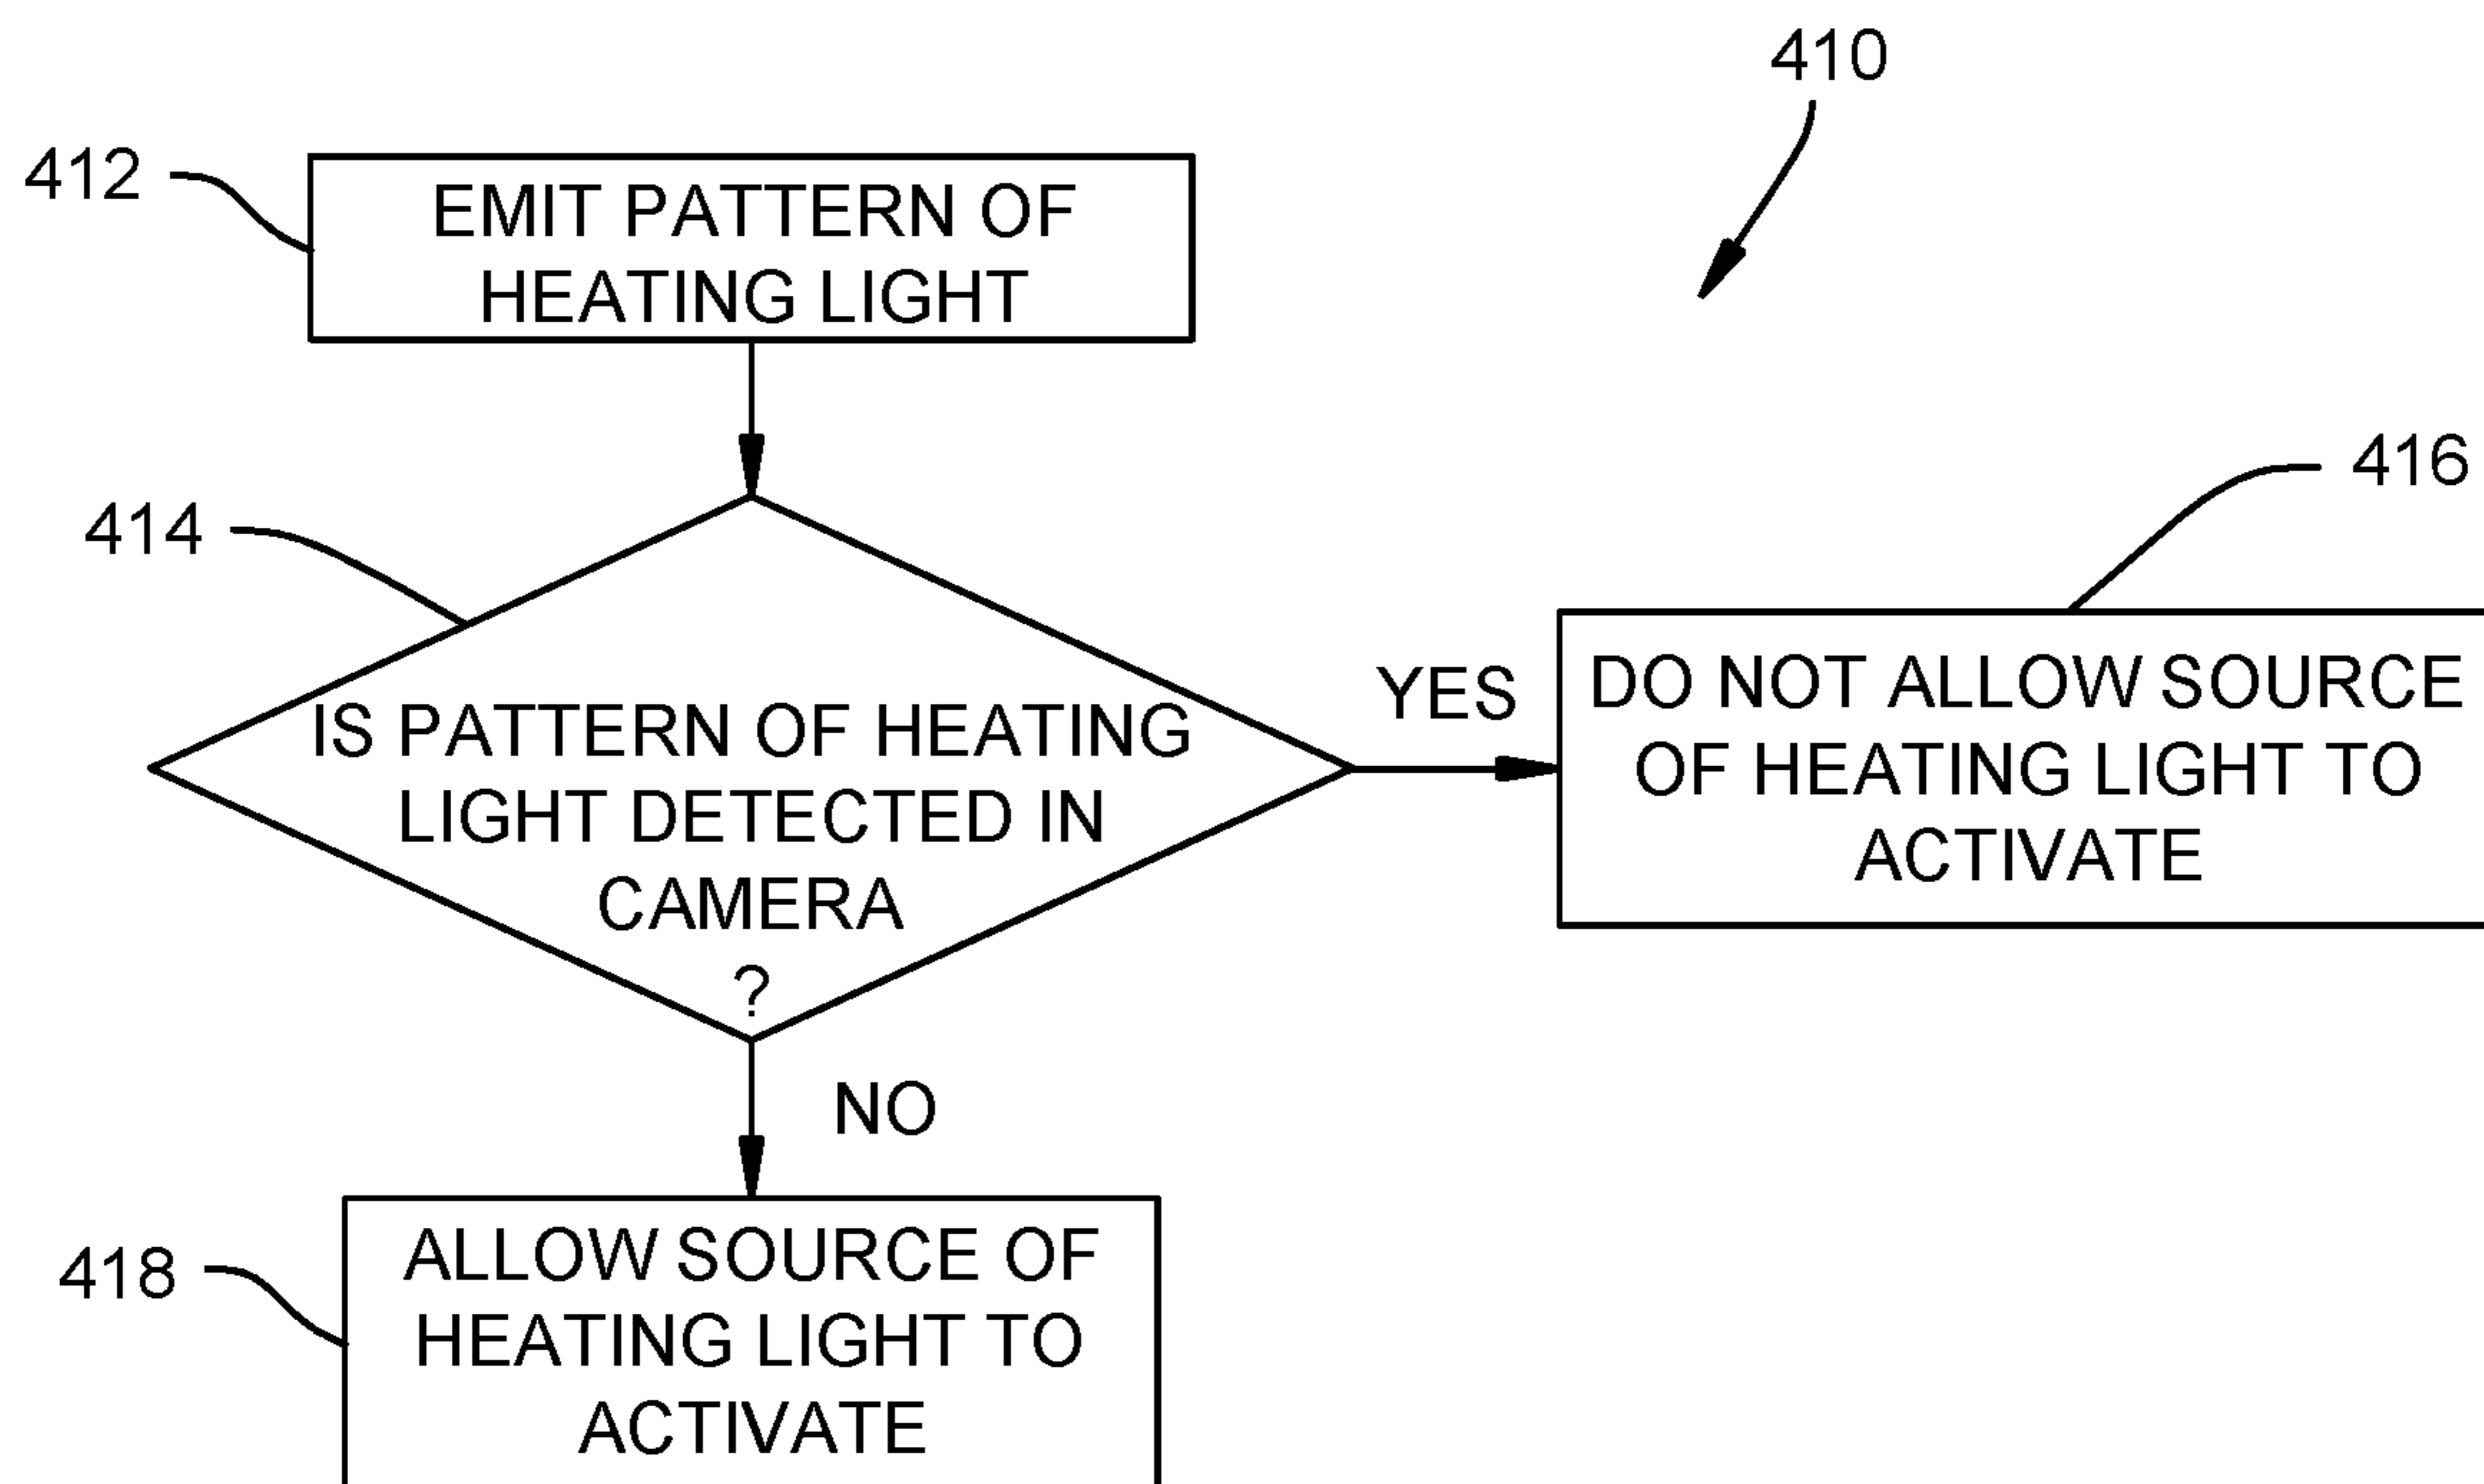 410
412
EMIT PATTERN OF
HEATING LIGHT
414
IS PATTERN OF HEATING
LIGHT DETECTED IN
CAMERA
?
YES
416
DO NOT ALLOW SOURCE
OF HEATING LIGHT TO
ACTIVATE
NO
418
ALLOW SOURCE OF
HEATING LIGHT TO
ACTIVATE